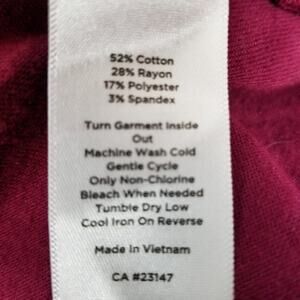 52% Cotton
28% Rayon
17% Polyester
3% Spandex
Turn Garment Inside
Out
Machine Wash Cold
Gentle Cycle
Only Non-Chlorine
Bleach When Needed
Tumble Dry Low
Cool Iron On Reverse
Made In Vietnam
CA #23147